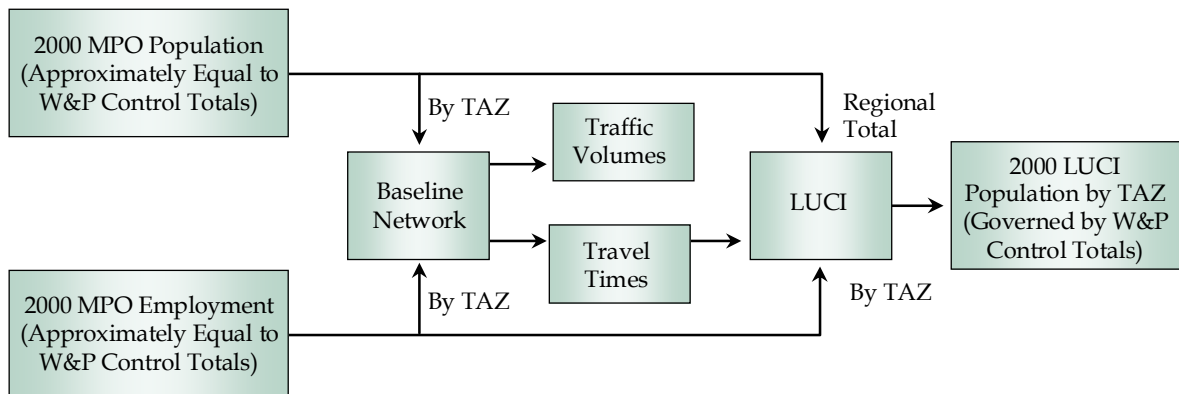 2000 MPO Population
(Approximately Equal to
W&P Control Totals)
By TAZ
Regional
Total
Traffic
Volumes
Baseline
Network
LUCI
2000 LUCI
Population by TAZ
(Governed by W&P
Control Totals)
Travel
Times
2000 MPO Employment
(Approximately Equal to
W&P Control Totals)
By TAZ
By TAZ